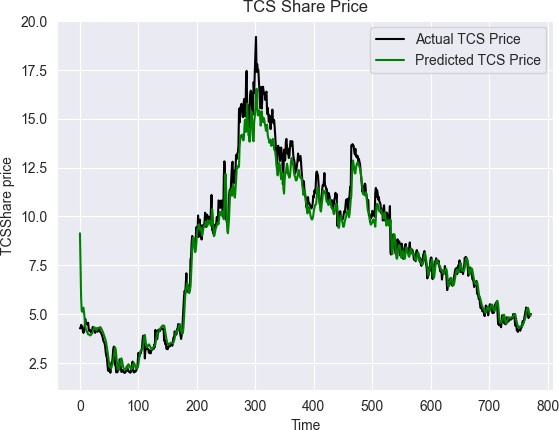 TCS Share Price
Actual TCS Price
Predicted TCS Price
20.0
17.5
15.0
12.5
10.0
7.5
5.0
2.5
TCSShare price
0 100 200 300 400 500 600 700 800
Time